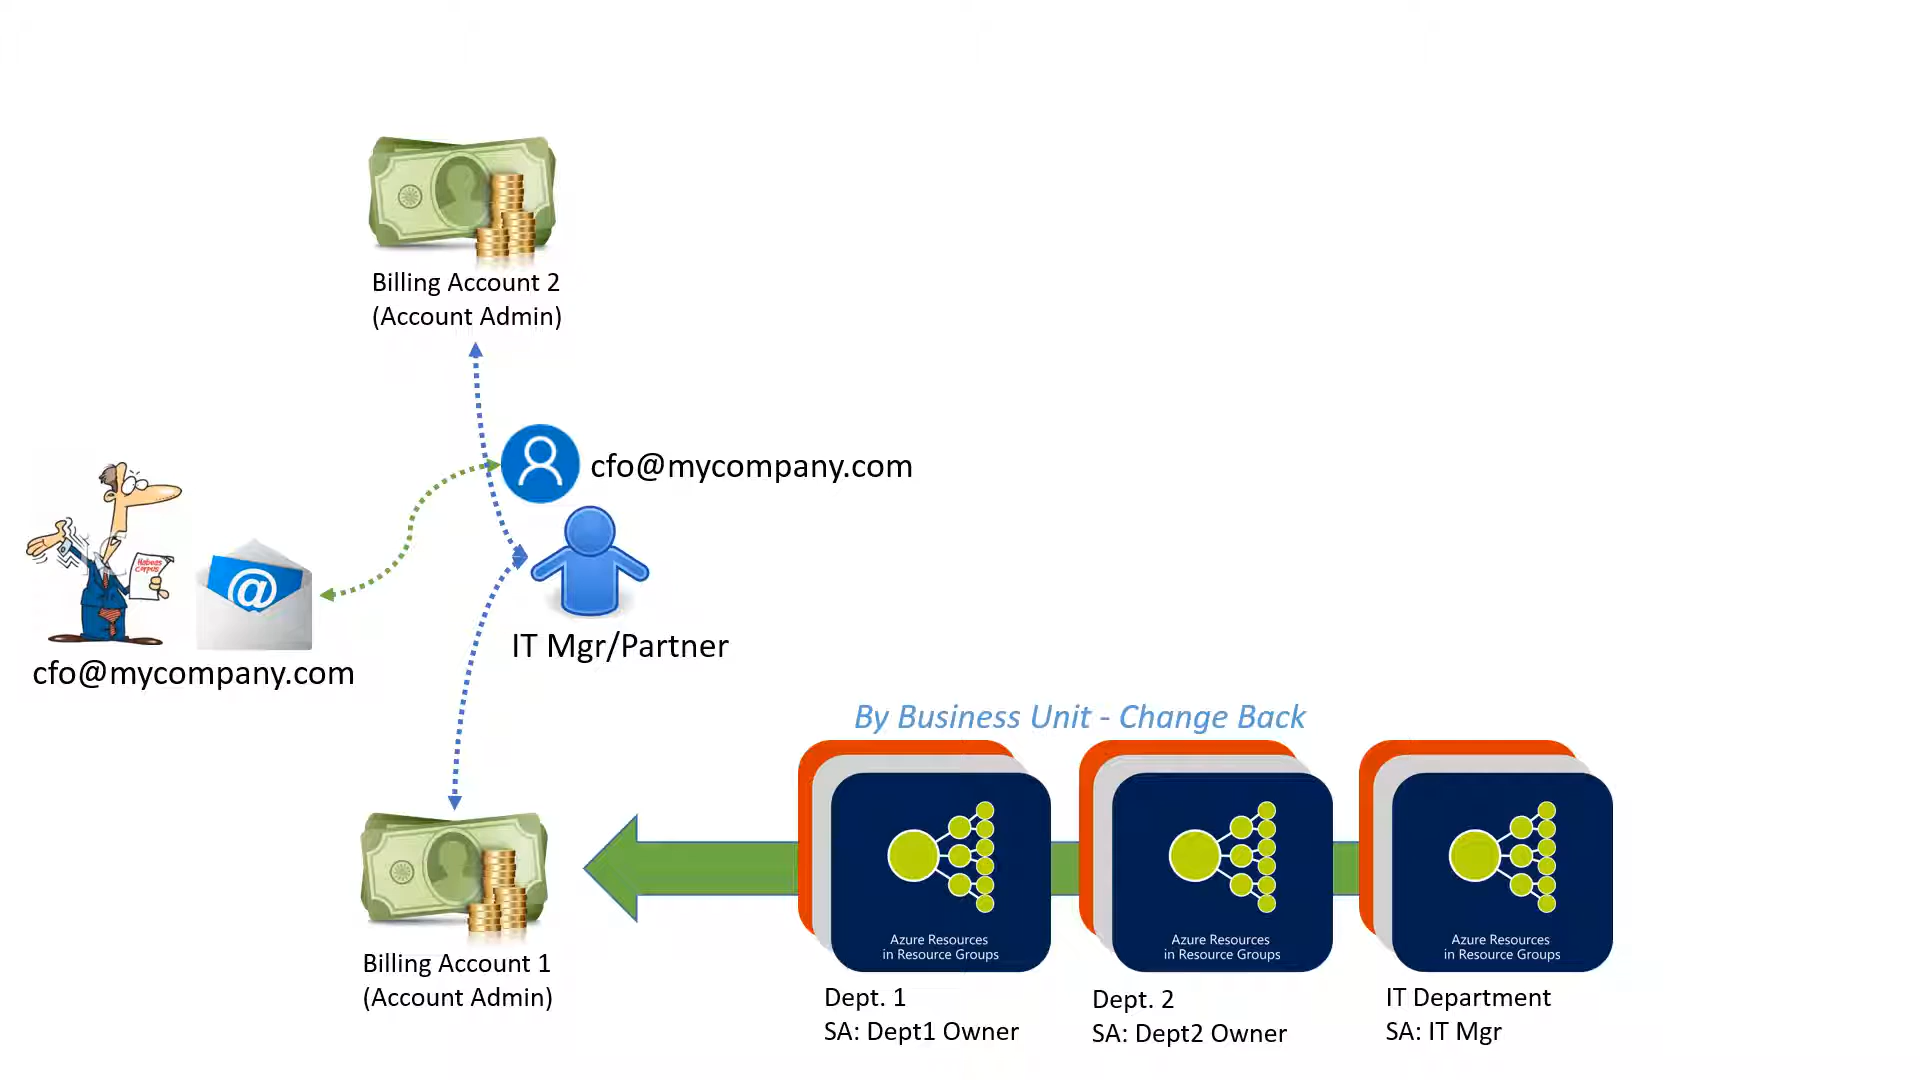 Billing Account 2
(Account Admin)
cfo@mycompany.com
Habeas
Corpus
@
cfo@mycompany.com
IT Mgr/Partner
By Business Unit - Change Back
Azure Resources
in Resource Groups
Azure Resources
in Resource Groups
Azure Resources
in Resource Groups
Billing Account 1
(Account Admin)
Dept. 1
SA: Dept1 Owner
Dept. 2
SA: Dept2 Owner
IT Department
SA: IT Mgr